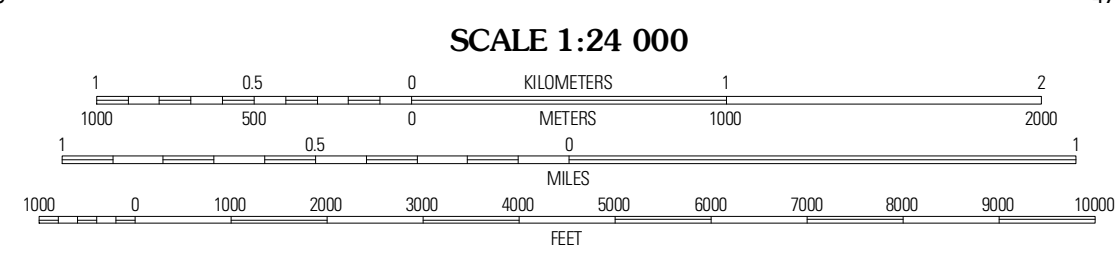 SCALE 1:24 000
1 0.5 0 KILOMETERS 1 2
1000 500 0 METERS 1000 2000
1 0.5 0 1
MILES
1000 0 1000 2000 3000 4000 5000 6000 7000 8000 9000 10000
FEET